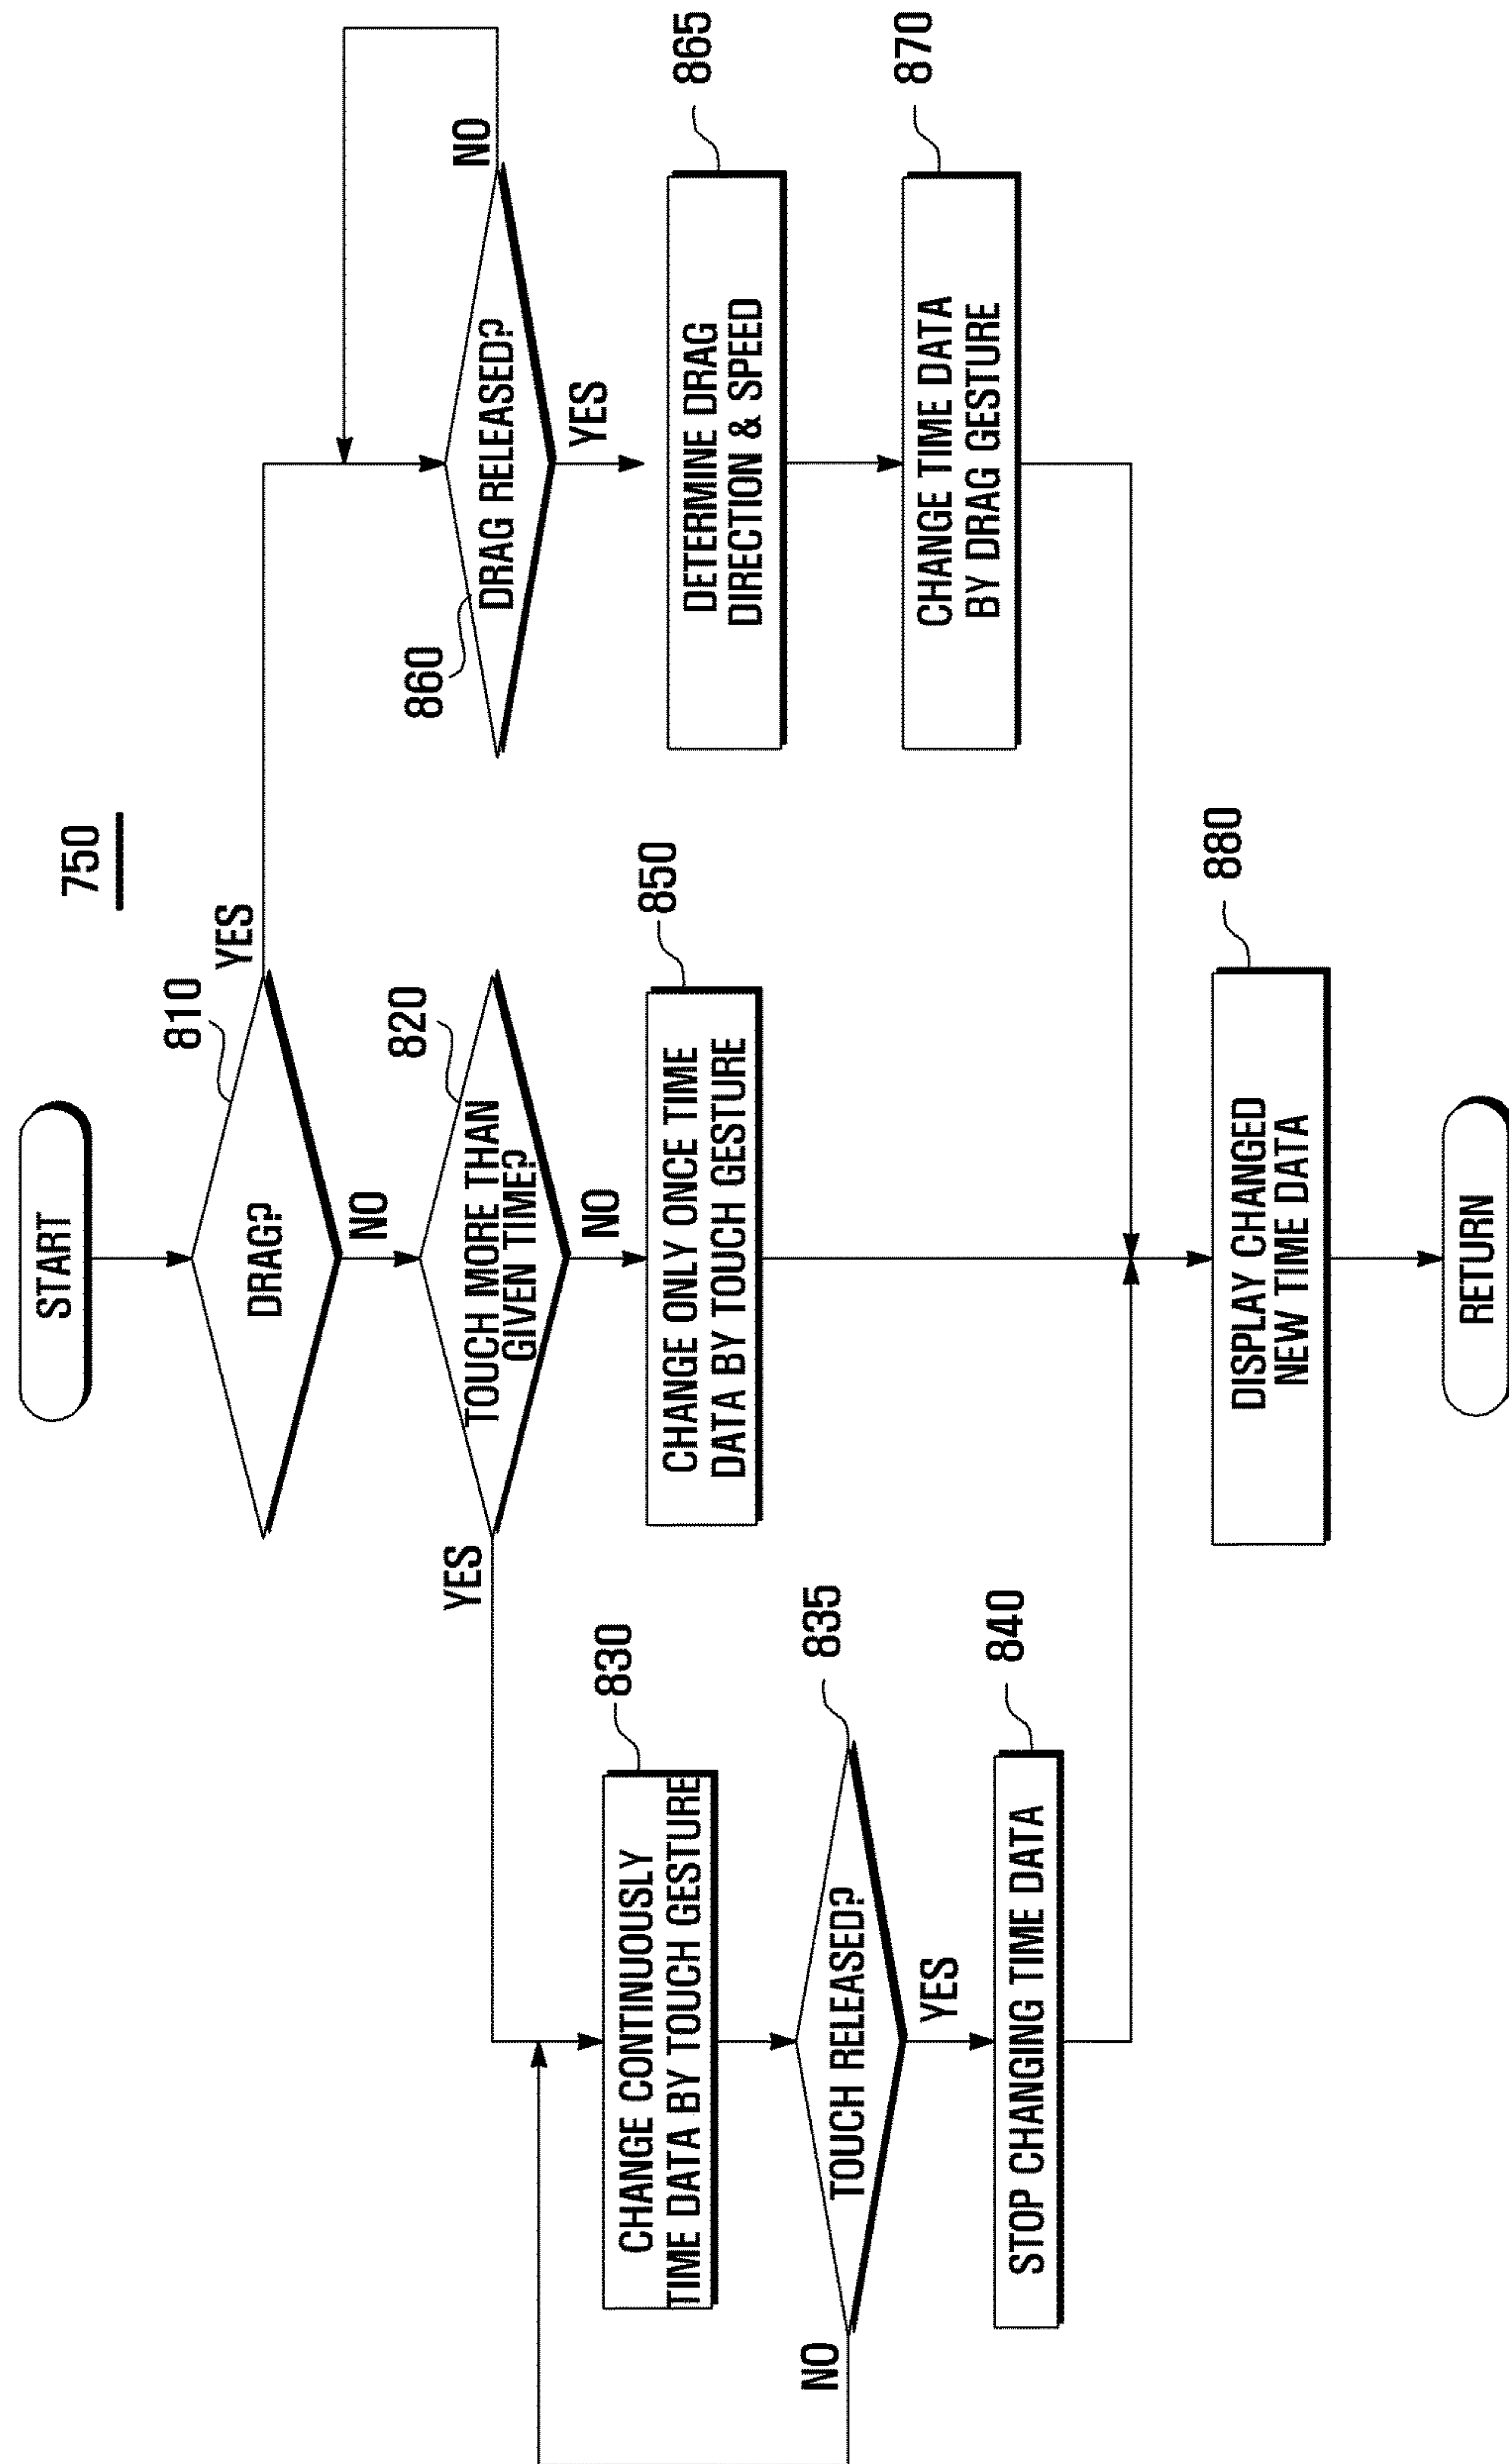 750
START
810
DRAG?
YES
NO
820
TOUCH MORE THAN
GIVEN TIME?
YES
NO
830
CHANGE CONTINUOUSLY
TIME DATA BY TOUCH GESTURE
835
TOUCH RELEASED?
NO
YES
840
STOP CHANGING TIME DATA
850
CHANGE ONLY ONCE TIME
DATA BY TOUCH GESTURE
860
DRAG RELEASED?
NO
YES
865
DETERMINE DRAG
DIRECTION & SPEED
870
CHANGE TIME DATA
BY DRAG GESTURE
880
DISPLAY CHANGED
NEW TIME DATA
RETURN